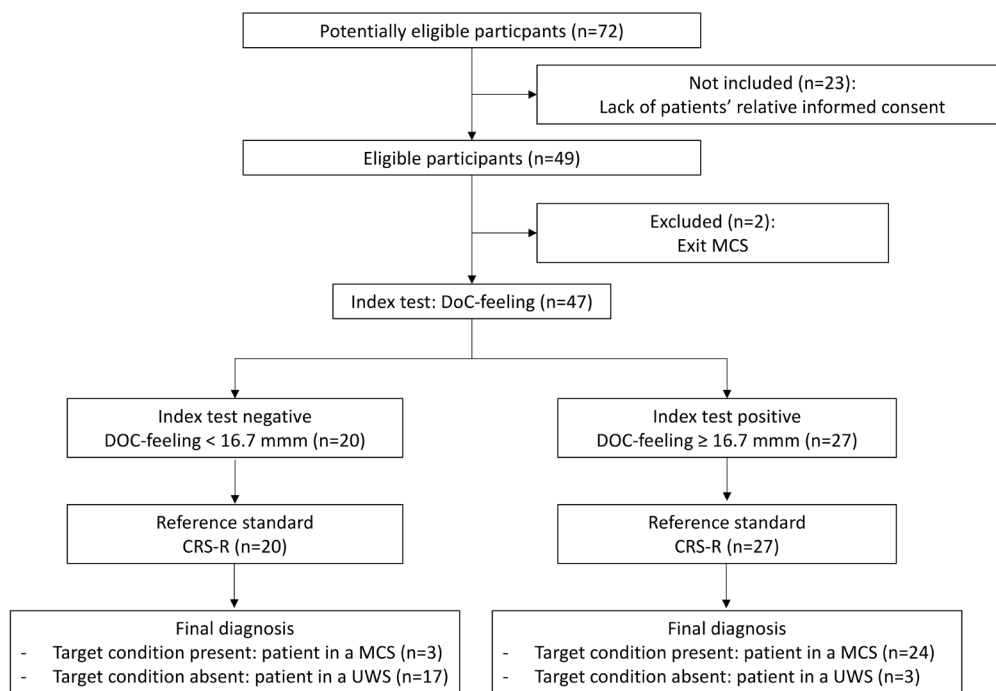 Potentially eligible particpants (n=72)
Not included (n=23):
Lack of patients' relative informed consent
Eligible participants (n=49)
Excluded (n=2):
Exit MCS
Index test: DoC-feeling (n=47)
Index test negative
DOC-feeling < 16.7 mmm (n=20)
Index test positive
DOC-feeling ≥ 16.7 mmm (n=27)
Reference standard
CRS-R (n=20)
Reference standard
CRS-R (n=27)
Final diagnosis
- Target condition present: patient in a MCS (n=3)
- Target condition absent: patient in a UWS (n=17)
Final diagnosis
- Target condition present: patient in a MCS (n=24)
- Target condition absent: patient in a UWS (n=3)